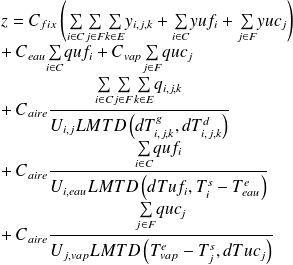 z = C_{fix} ( ∑_{i∈C} ∑_{j∈F} ∑_{k∈E} y_{i,j,k} + ∑_{i∈C} yuf_i + ∑_{j∈F} yuc_j )
+ C_{eau} ∑_{i∈C} quf_i + C_{vap} ∑_{j∈F} quc_j
∑_{i∈C} ∑_{j∈F} ∑_{k∈E} q_{i,j,k}
+ C_{aire} ─────
U_{i,j} LMTD ( dT^g_{i,j,k}, dT^d_{i,j,k} )
∑_{i∈C} quf_i
+ C_{aire} ─────
U_{i,eau} LMTD ( dTuf_i, T^s_i − T^e_{eau} )
∑_{j∈F} quc_j
+ C_{aire} ─────
U_{j,vap} LMTD ( T^e_{vap} − T^s_j, dTuc_j )